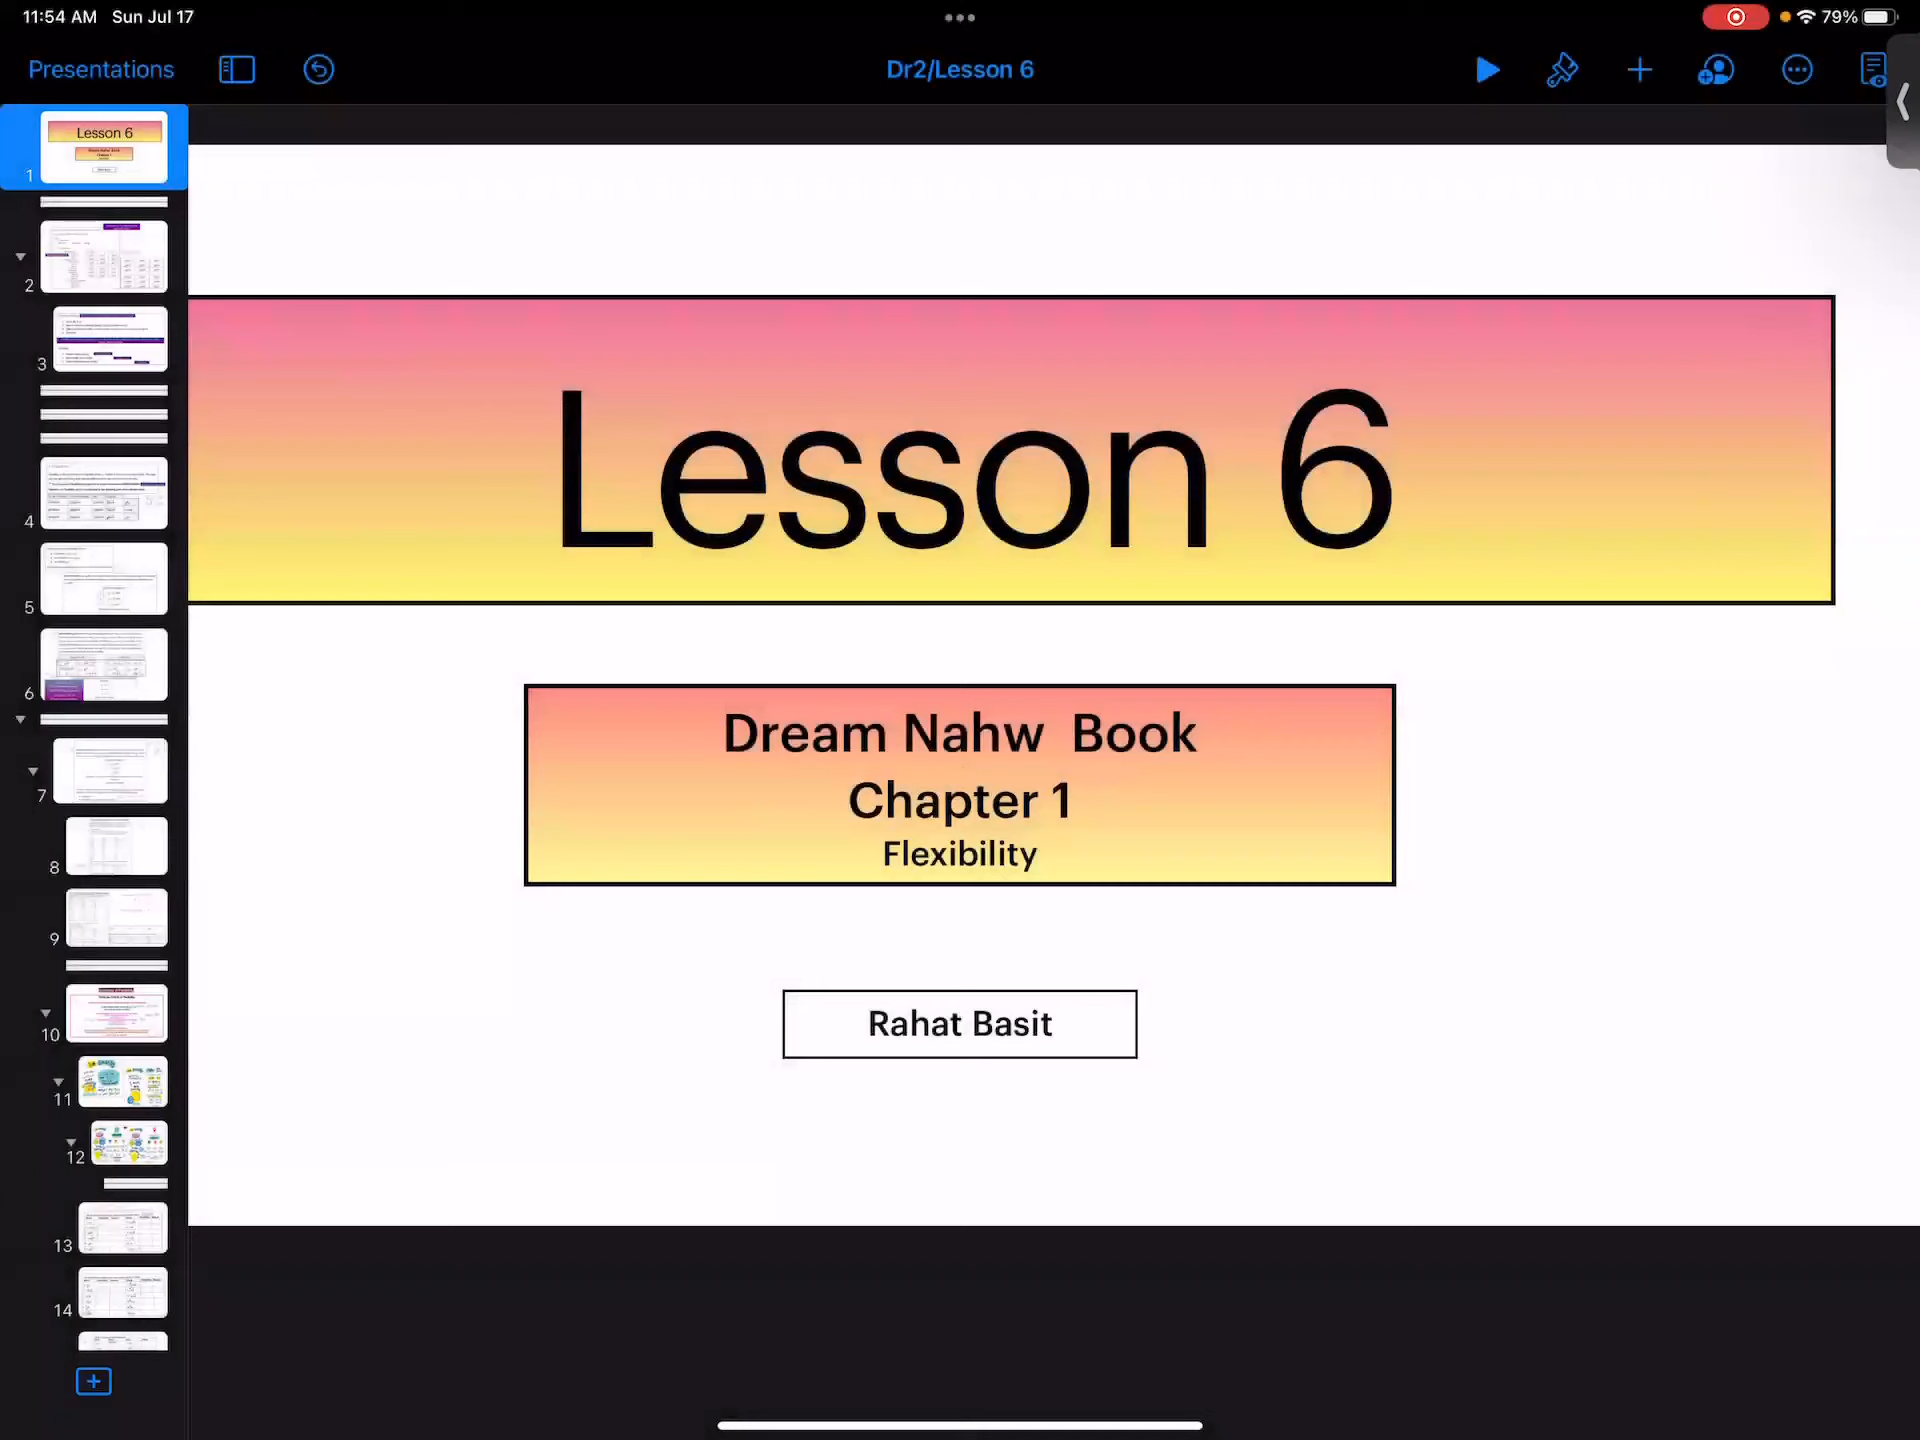 11:54 AM Sun Jul 17
79%
Presentations
Dr2/Lesson 6
Lesson 6
1
2
3
4
5
6
7
8
9
10
11
12
13
14
Lesson 6
Dream Nahw Book
Chapter 1
Flexibility
Rahat Basit